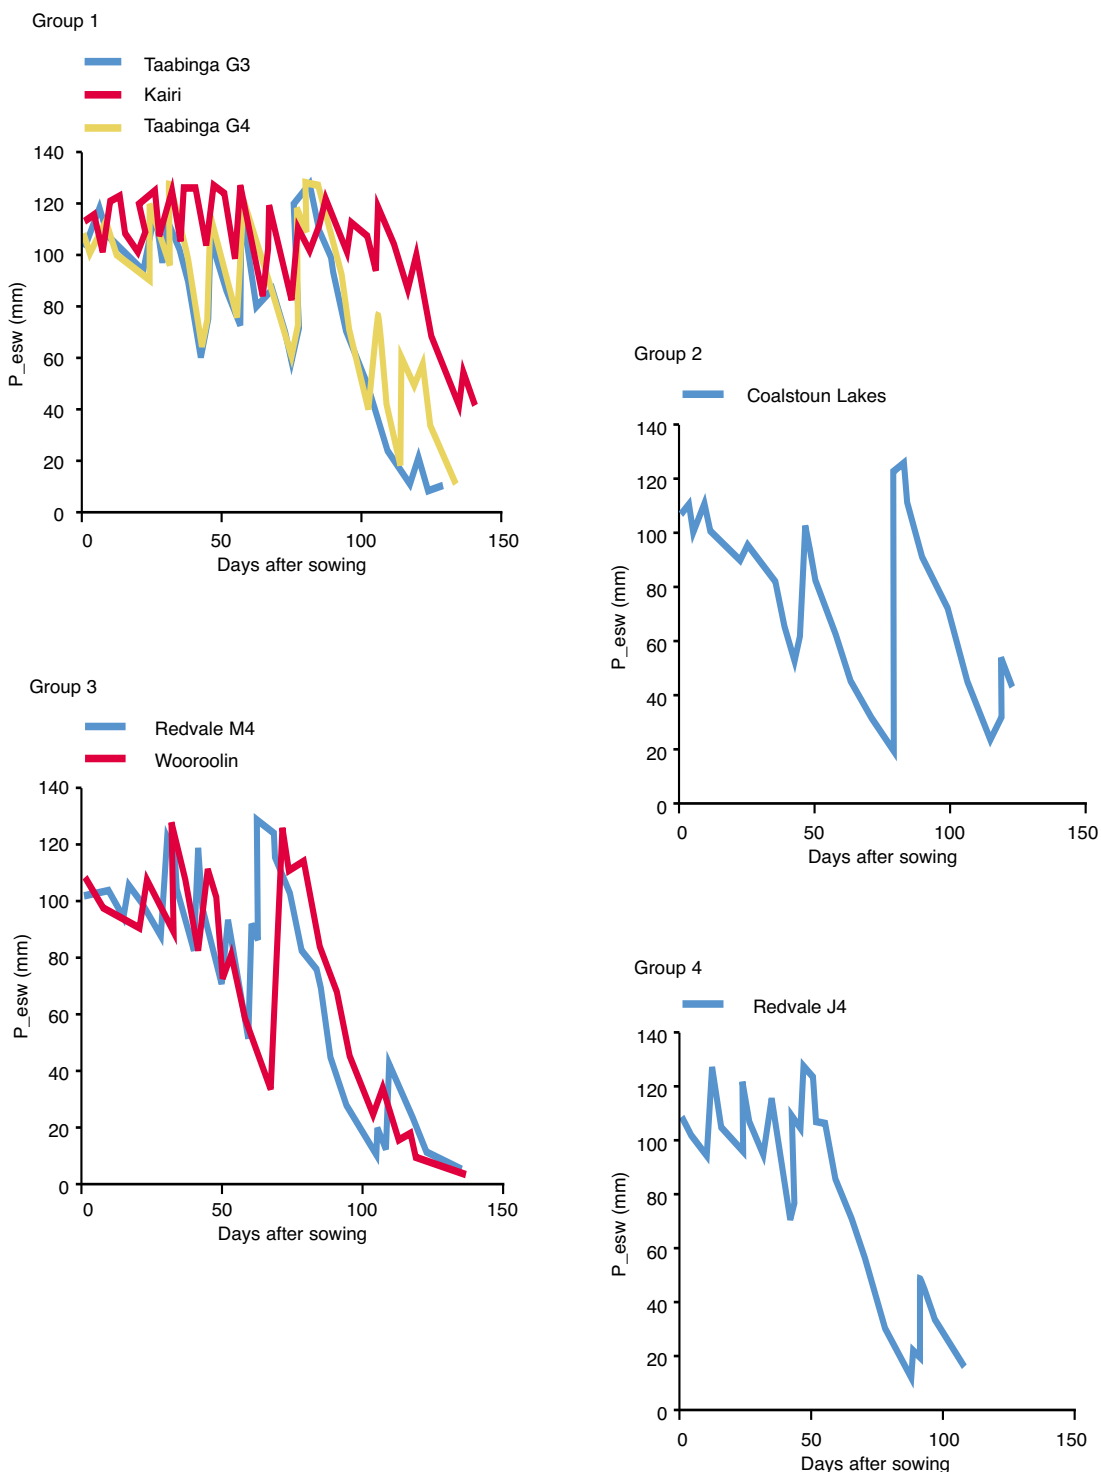 Group 1
Taabinga G3
Kairi
Taabinga G4
140
120
100
80
60
40
20
0
P_esw (mm)
0 50 100 150
Days after sowing
Group 2
Coalstoun Lakes
140
120
100
80
60
40
20
0
P_esw (mm)
0 50 100 150
Days after sowing
Group 3
Redvale M4
Wooroolin
140
120
100
80
60
40
20
0
P_esw (mm)
0 50 100 150
Days after sowing
Group 4
Redvale J4
140
120
100
80
60
40
20
0
P_esw (mm)
0 50 100 150
Days after sowing